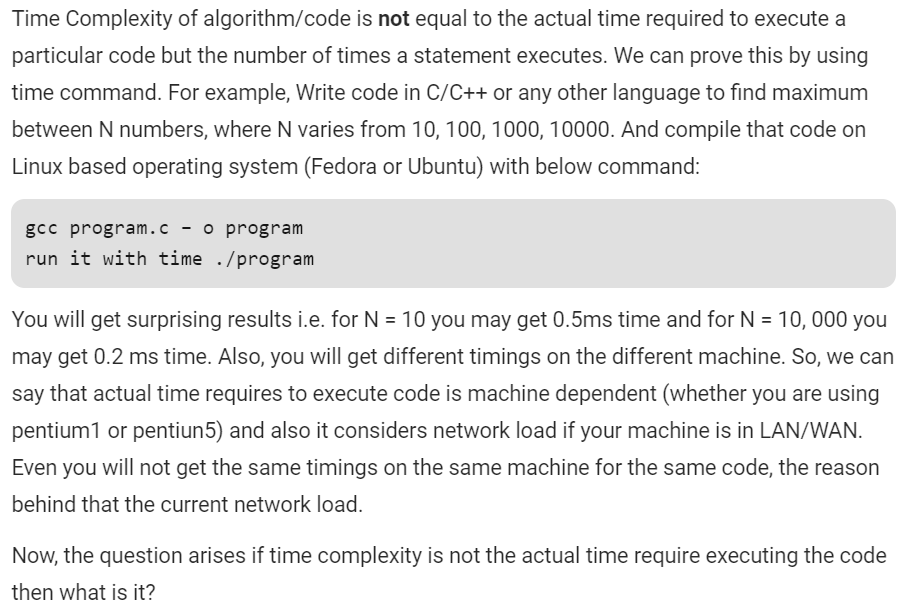 Time Complexity of algorithm/code is not equal to the actual time required to execute a
particular code but the number of times a statement executes. We can prove this by using
time command. For example, Write code in C/C++ or any other language to find maximum
between N numbers, where N varies from 10, 100, 1000, 10000. And compile that code on
Linux based operating system (Fedora or Ubuntu) with below command:
gcc program.c – o program
run it with time ./program
You will get surprising results i.e. for N = 10 you may get 0.5ms time and for N = 10, 000 you
may get 0.2 ms time. Also, you will get different timings on the different machine. So, we can
say that actual time requires to execute code is machine dependent (whether you are using
pentium1 or pentiun5) and also it considers network load if your machine is in LAN/WAN.
Even you will not get the same timings on the same machine for the same code, the reason
behind that the current network load.
Now, the question arises if time complexity is not the actual time require executing the code
then what is it?